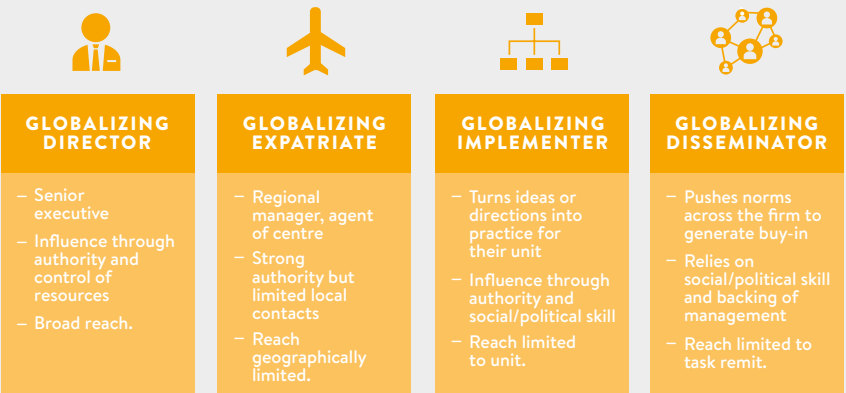 GLOBALIZING
DIRECTOR
– Senior
executive
– Influence through
authority and
control of
resources
– Broad reach.
GLOBALIZING
EXPATRIATE
– Regional
manager, agent
of centre
– Strong
authority but
limited local
contacts
– Reach
geographically
limited.
GLOBALIZING
IMPLEMENTER
– Turns ideas or
directions into
practice for
their unit
– Influence through
authority and
social/political skill
– Reach limited
to unit.
GLOBALIZING
DISSEMINATOR
– Pushes norms
across the firm to
generate buy-in
– Relies on
social/political skill
and backing of
management
– Reach limited to
task remit.